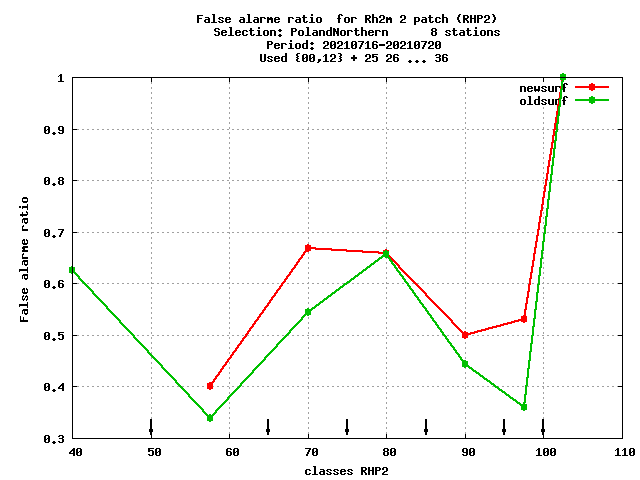 False alarme ratio  for Rh2m 2 patch (RHP2)
Selection: PolandNorthern      8 stations
Period: 20210716-20210720
Used {00,12} + 25 26 ... 36
newsurf
oldsurf
False alarme ratio
1
0.9
0.8
0.7
0.6
0.5
0.4
0.3
40 50 60 70 80 90 100 110
classes RHP2